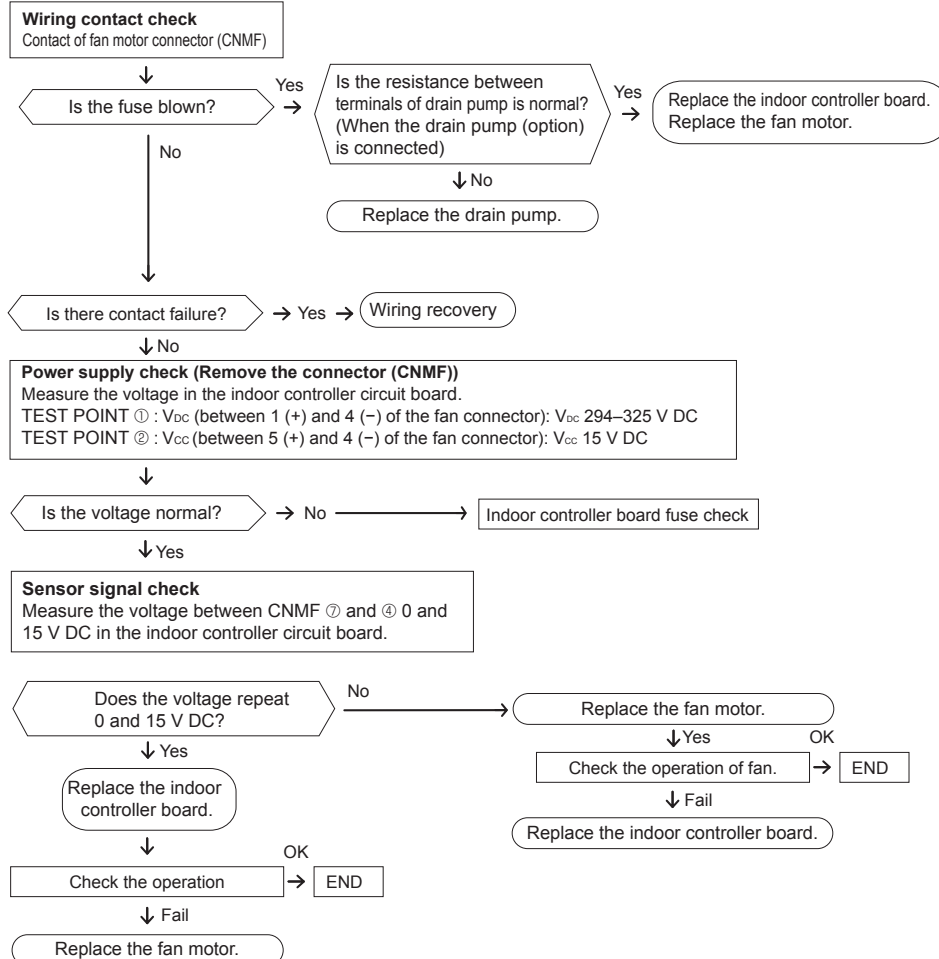 Wiring contact check
Contact of fan motor connector (CNMF)
Is the fuse blown?
Yes
Is the resistance between
terminals of drain pump is normal?
(When the drain pump (option)
is connected)
Yes
Replace the indoor controller board.
Replace the fan motor.
No
No
Replace the drain pump.
Is there contact failure?
Yes
Wiring recovery
No
Power supply check (Remove the connector (CNMF))
Measure the voltage in the indoor controller circuit board.
TEST POINT ① : VDC (between 1 (+) and 4 (−) of the fan connector): VDC 294–325 V DC
TEST POINT ② : VCC (between 5 (+) and 4 (−) of the fan connector): VCC 15 V DC
Is the voltage normal?
No
Indoor controller board fuse check
Yes
Sensor signal check
Measure the voltage between CNMF ⑦ and ④ 0 and
15 V DC in the indoor controller circuit board.
Does the voltage repeat
0 and 15 V DC?
No
Replace the fan motor.
Yes
OK
Check the operation of fan.
END
Fail
Replace the indoor controller board.
Yes
Replace the indoor
controller board.
OK
Check the operation
END
Fail
Replace the fan motor.